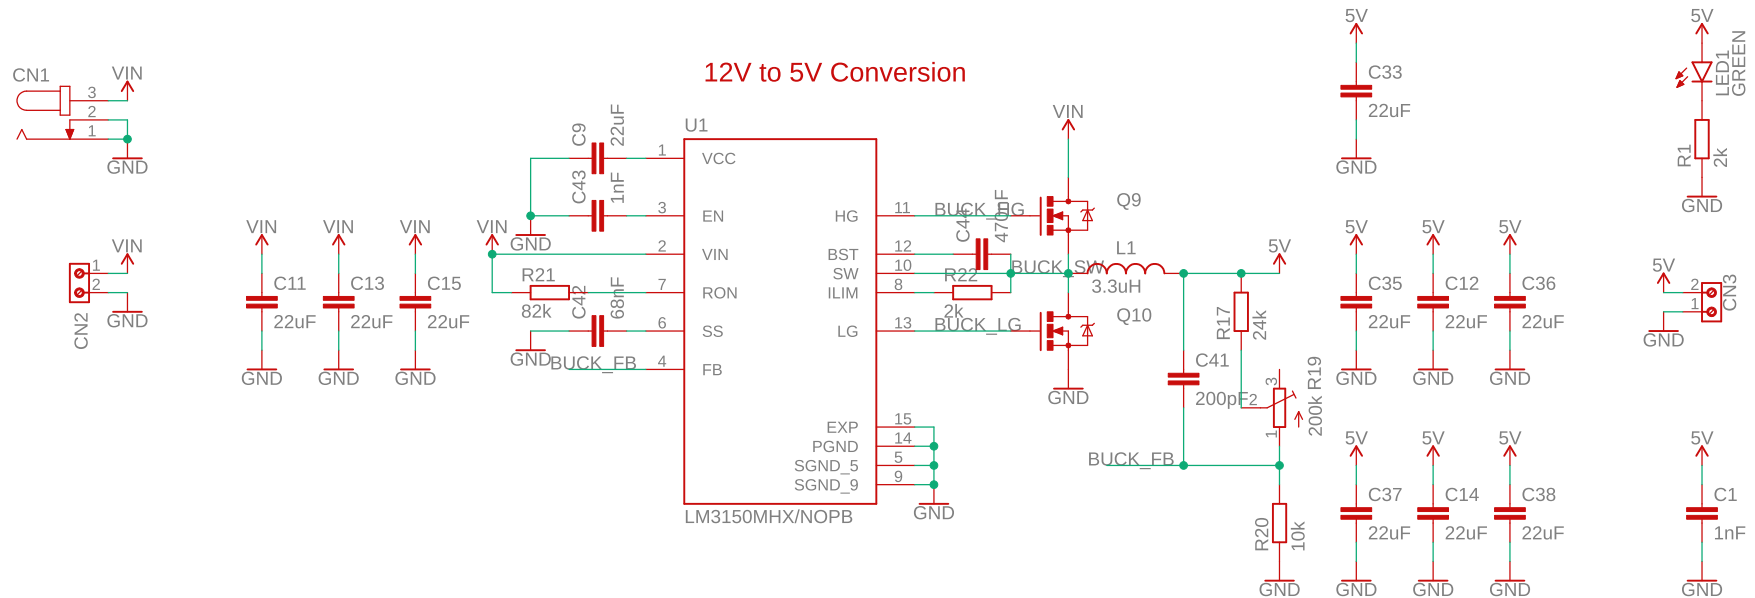 12V to 5V Conversion
CN1
VIN
3
2
1
GND
VIN
1
2
GND
CN2
VIN
C11
22uF
GND
VIN
C13
22uF
GND
VIN
C15
22uF
GND
VIN
C9
22uF
C43
1nF
GND
R21
82k
C42
68nF
GND
BUCK_FB
U1
1
VCC
3
EN
2
VIN
7
RON
6
SS
4
FB
HG
11
BST
12
SW
10
ILIM
8
LG
13
EXP
15
PGND
14
SGND_5
5
SGND_9
9
GND
LM3150MHX/NOPB
BUCK_HG
C44
470nF
BUCK_SW
R22
2k
BUCK_LG
VIN
Q9
L1
3.3uH
Q10
GND
5V
R17
24k
C41
200pF
2
3
1
200k R19
BUCK_FB
R20
10k
GND
5V
C33
22uF
GND
5V
C35
22uF
GND
5V
C12
22uF
GND
5V
C36
22uF
GND
5V
C37
22uF
GND
5V
C14
22uF
GND
5V
C38
22uF
GND
5V
LED1
GREEN
R1
2k
GND
5V
2
1
CN3
GND
5V
C1
1nF
GND